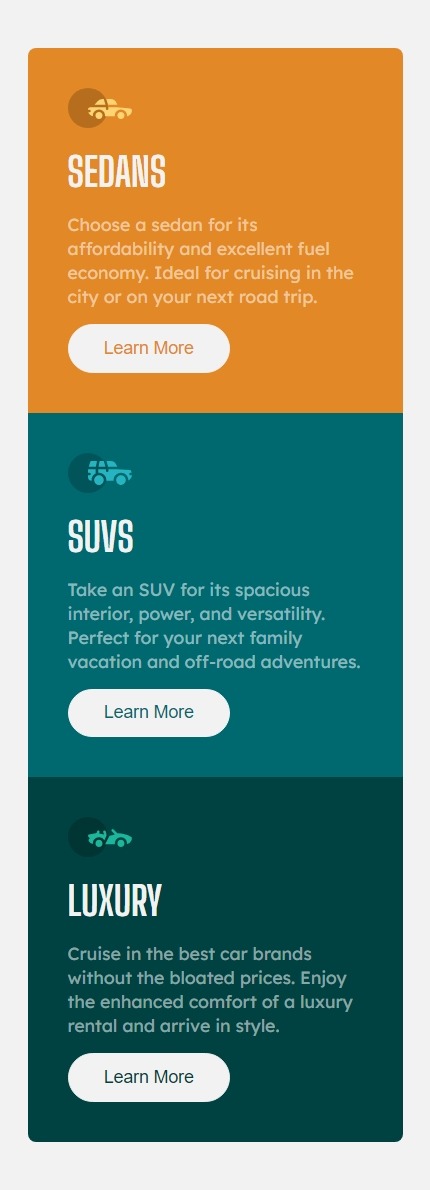 SEDANS
Choose a sedan for its
affordability and excellent fuel
economy. Ideal for cruising in the
city or on your next road trip.
Learn More
SUVS
Take an SUV for its spacious
interior, power, and versatility.
Perfect for your next family
vacation and off-road adventures.
Learn More
LUXURY
Cruise in the best car brands
without the bloated prices. Enjoy
the enhanced comfort of a luxury
rental and arrive in style.
Learn More